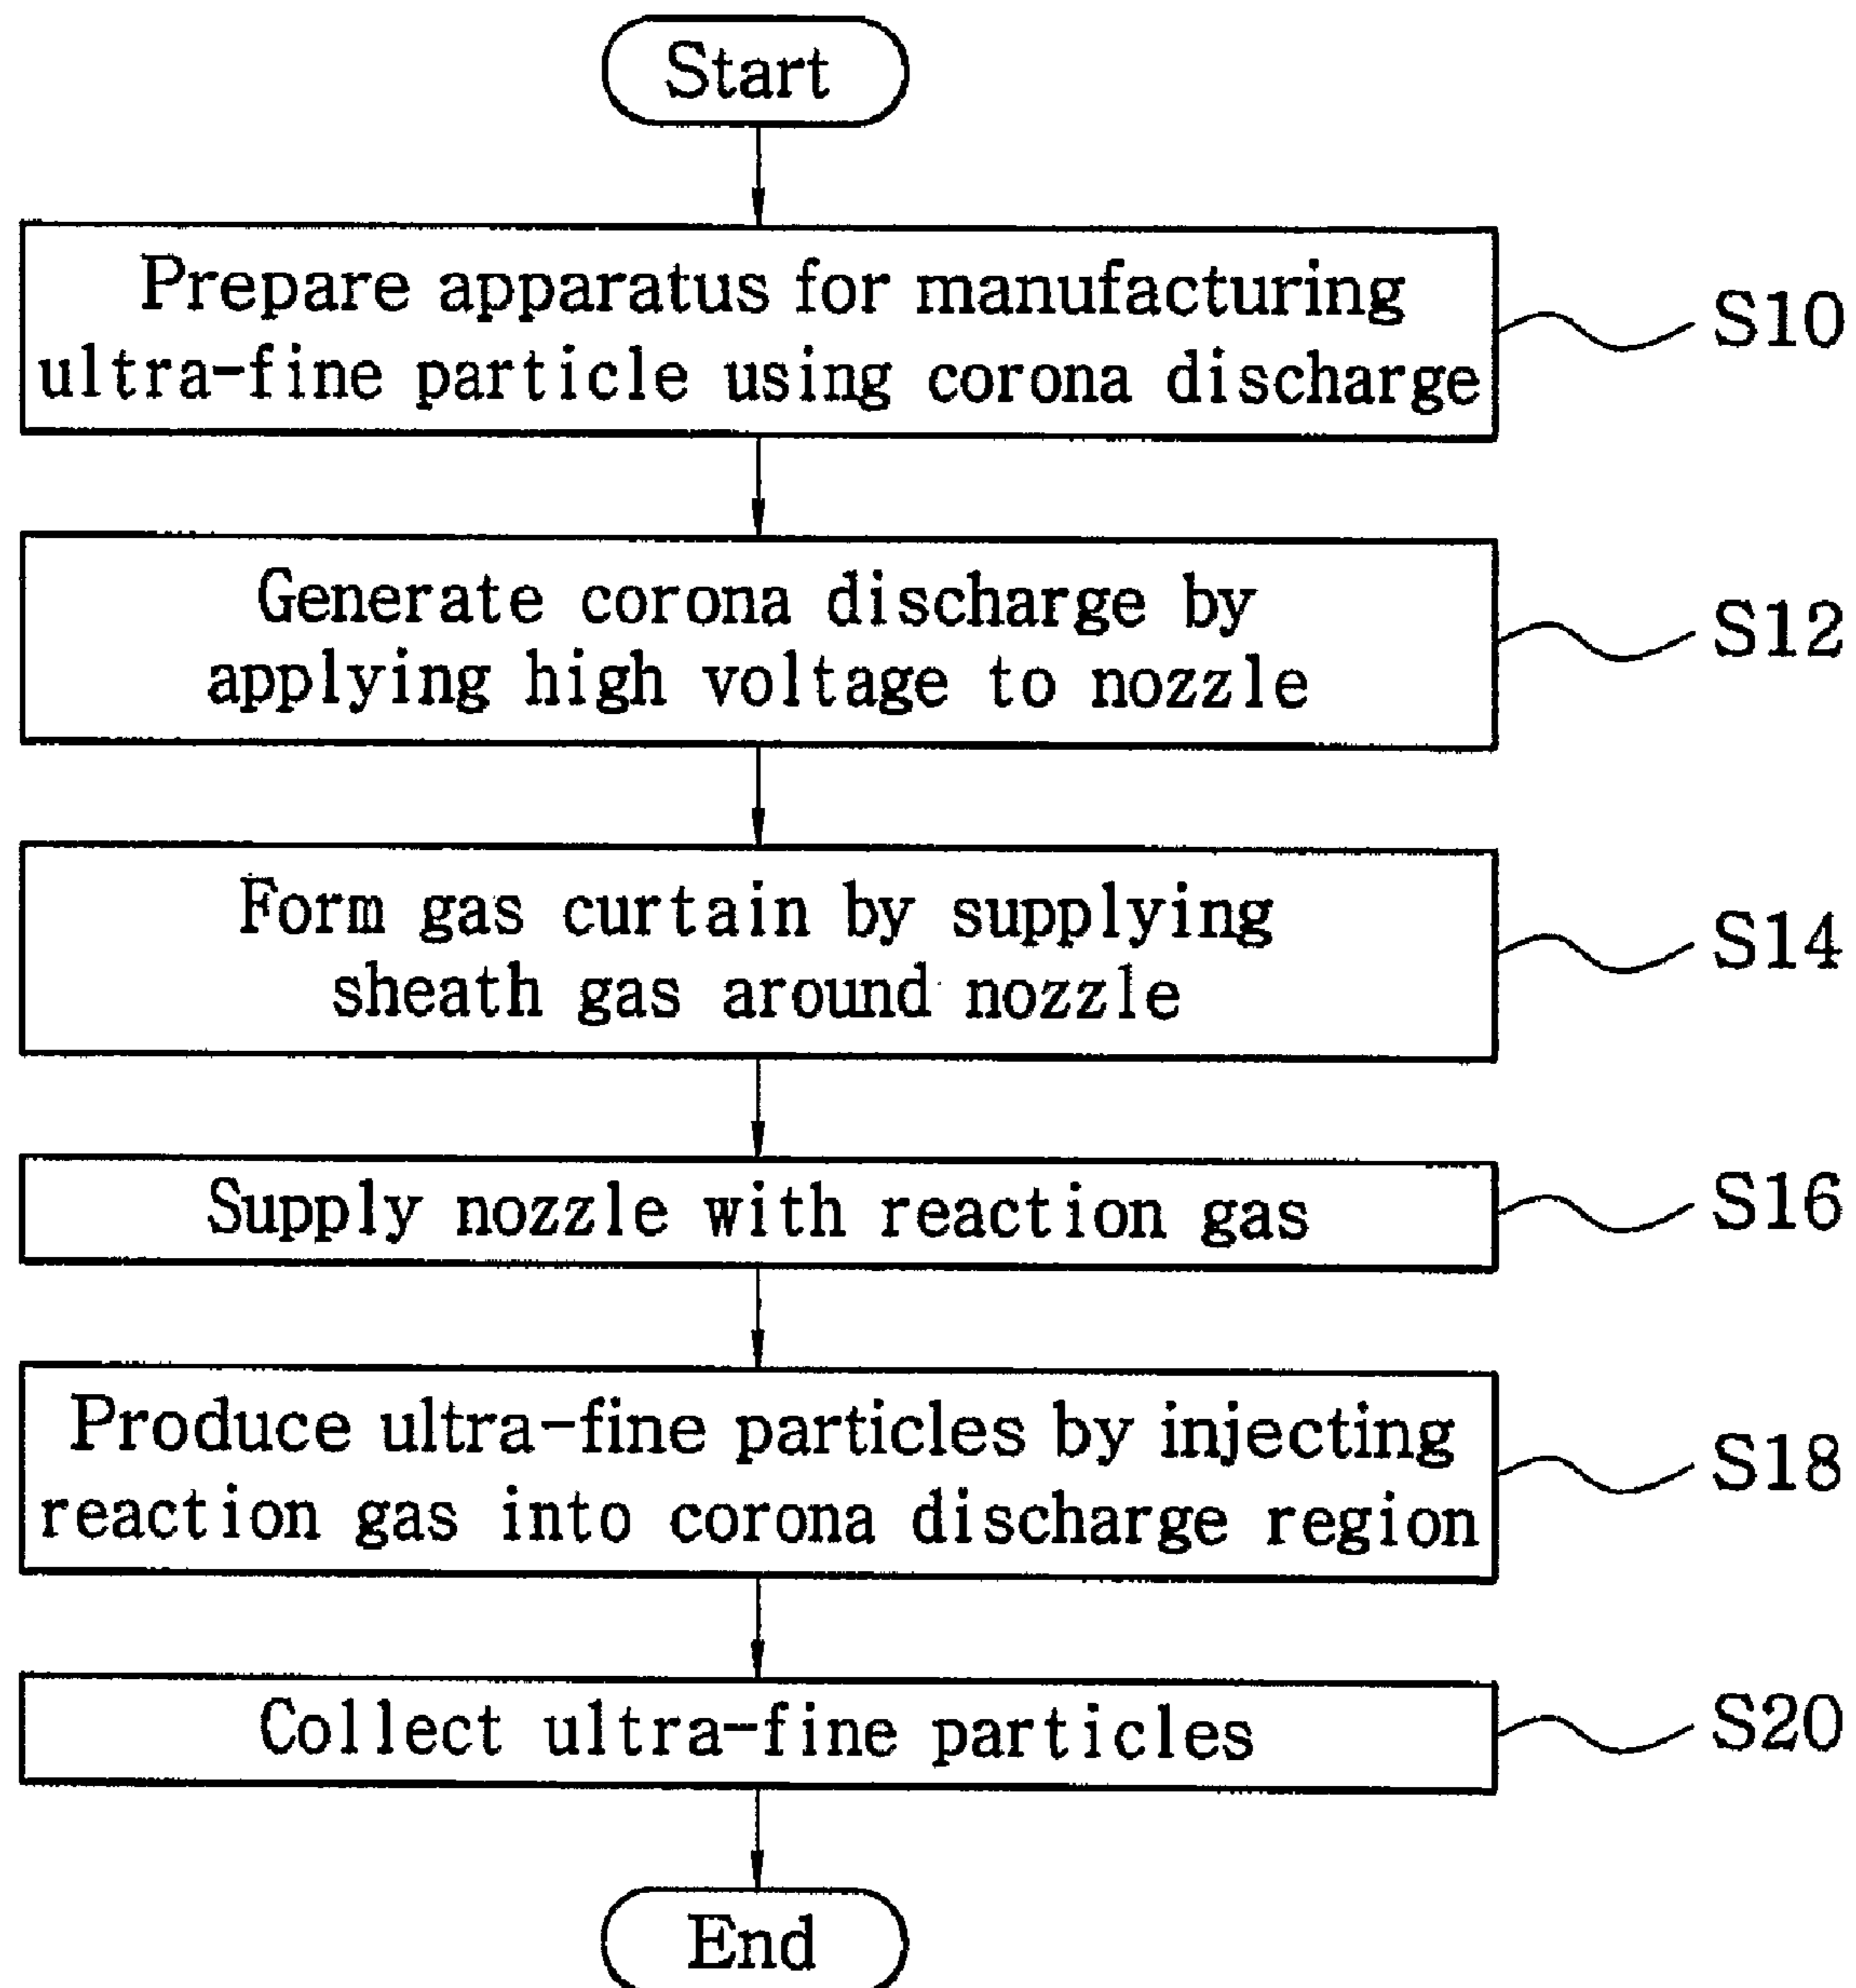 Start
Prepare apparatus for manufacturing
ultra-fine particle using corona discharge
S10
Generate corona discharge by
applying high voltage to nozzle
S12
Form gas curtain by supplying
sheath gas around nozzle
S14
Supply nozzle with reaction gas
S16
Produce ultra-fine particles by injecting
reaction gas into corona discharge region
S18
Collect ultra-fine particles
S20
End